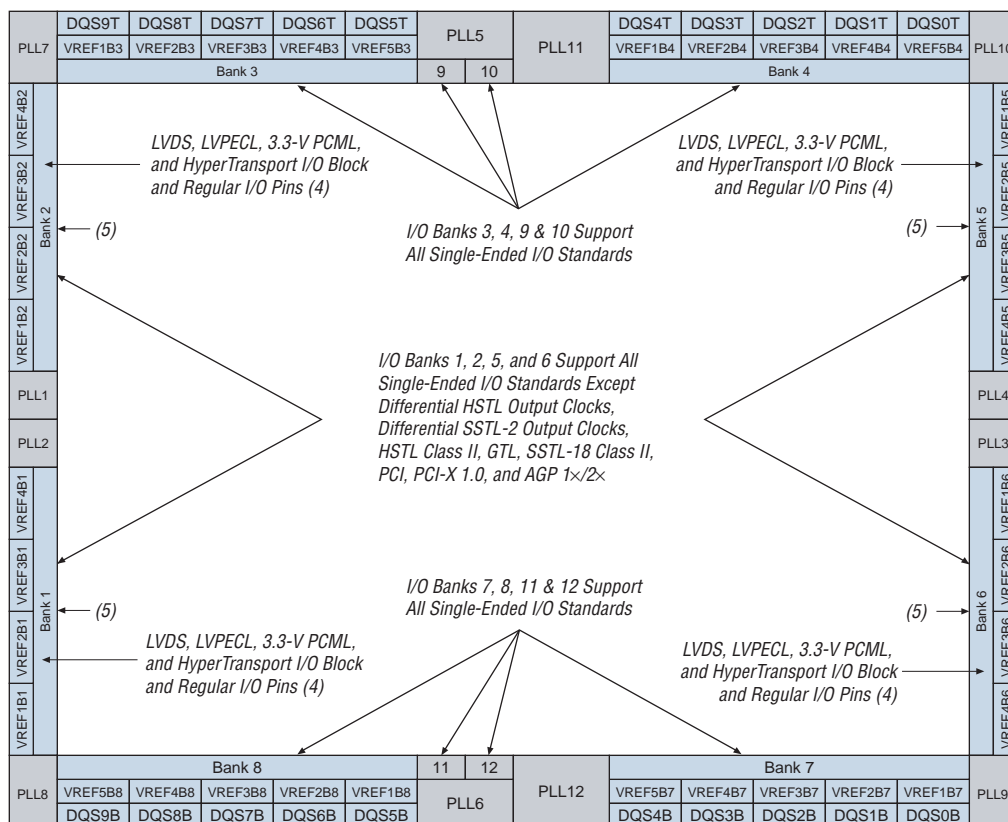 PLL7
DQS9T DQS8T DQS7T DQS6T DQS5T
VREF1B3 VREF2B3 VREF3B3 VREF4B3 VREF5B3
Bank 3
PLL5
9 10
PLL11
DQS4T DQS3T DQS2T DQS1T DQS0T
VREF1B4 VREF2B4 VREF3B4 VREF4B4 VREF5B4
Bank 4
PLL10
VREF4B2
VREF3B2
VREF2B2
VREF1B2
Bank 2
LVDS, LVPECL, 3.3-V PCML,
and HyperTransport I/O Block
and Regular I/O Pins (4)
(5)
I/O Banks 3, 4, 9 & 10 Support
All Single-Ended I/O Standards
LVDS, LVPECL, 3.3-V PCML,
and HyperTransport I/O Block
and Regular I/O Pins (4)
(5)
Bank 5
VREF1B5
VREF2B5
VREF3B5
VREF4B5
PLL1
PLL2
I/O Banks 1, 2, 5, and 6 Support All
Single-Ended I/O Standards Except
Differential HSTL Output Clocks,
Differential SSTL-2 Output Clocks,
HSTL Class II, GTL, SSTL-18 Class II,
PCI, PCI-X 1.0, and AGP 1×/2×
PLL4
PLL3
VREF4B1
VREF3B1
VREF2B1
VREF1B1
Bank 1
(5)
LVDS, LVPECL, 3.3-V PCML,
and HyperTransport I/O Block
and Regular I/O Pins (4)
I/O Banks 7, 8, 11 & 12 Support
All Single-Ended I/O Standards
(5)
LVDS, LVPECL, 3.3-V PCML,
and HyperTransport I/O Block
and Regular I/O Pins (4)
Bank 6
VREF1B6
VREF2B6
VREF3B6
VREF4B6
PLL8
Bank 8
VREF5B8 VREF4B8 VREF3B8 VREF2B8 VREF1B8
DQS9B DQS8B DQS7B DQS6B DQS5B
11 12
PLL6
PLL12
Bank 7
VREF5B7 VREF4B7 VREF3B7 VREF2B7 VREF1B7
DQS4B DQS3B DQS2B DQS1B DQS0B
PLL9